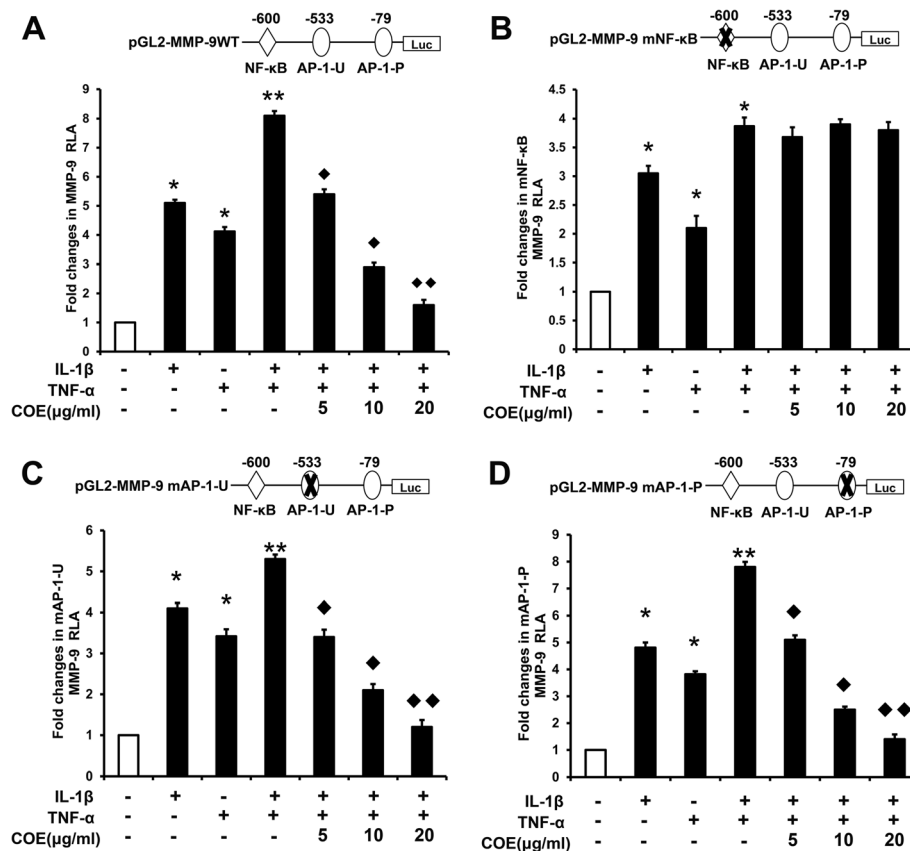 A
-600 -533 -79
pGL2-MMP-9WT Luc
NF-κB AP-1-U AP-1-P
Fold changes in MMP-9 RLA
9
8
7
6
5
4
3
2
1
0
* * ** ◆ ◆ ◆◆
IL-1β - + - + + + +
TNF-α - - + + + + +
COE(µg/ml) - - - - 5 10 20
B
-600 -533 -79
pGL2-MMP-9 mNF-κB Luc
NF-κB AP-1-U AP-1-P
Fold changes in mNF-κB
MMP-9 RLA
4.5
4
3.5
3
2.5
2
1.5
1
0.5
0
* * *
IL-1β - + - + + + +
TNF-α - - + + + + +
COE(µg/ml) - - - - 5 10 20
C
-600 -533 -79
pGL2-MMP-9 mAP-1-U Luc
NF-κB AP-1-U AP-1-P
Fold changes in mAP-1-U
MMP-9 RLA
6
5
4
3
2
1
0
* * ** ◆ ◆ ◆◆
IL-1β - + - + + + +
TNF-α - - + + + + +
COE(µg/ml) - - - - 5 10 20
D
-600 -533 -79
pGL2-MMP-9 mAP-1-P Luc
NF-κB AP-1-U AP-1-P
Fold changes in mAP-1-P
MMP-9 RLA
9
8
7
6
5
4
3
2
1
0
* * ** ◆ ◆ ◆◆
IL-1β - + - + + + +
TNF-α - - + + + + +
COE(µg/ml) - - - - 5 10 20